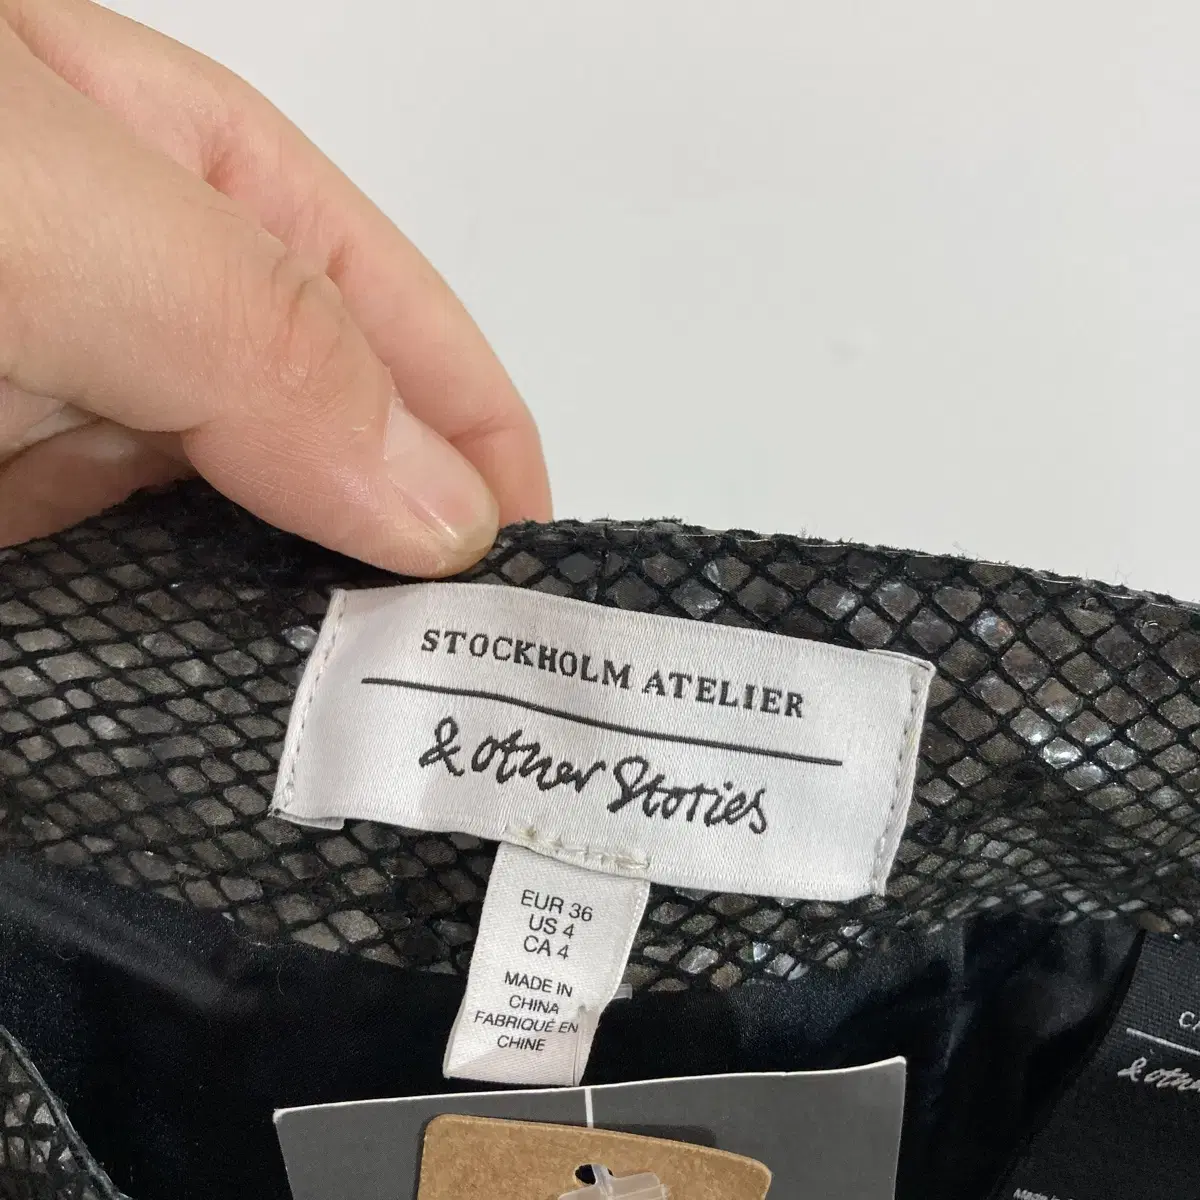 STOCKHOLM ATELIER
& other Stories
EUR 36
US 4
CA 4
MADE IN
CHINA
FABRIQUÉ EN
CHINE